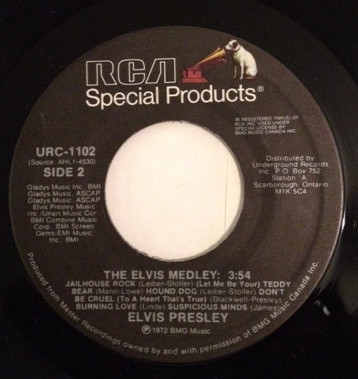 RCA
Special Products®
® REGISTERED TMK(S) OF
RCA INC. USED UNDER
SPECIAL LICENSE BY
BMG MUSIC CANADA INC
URC-1102
(Source: AHL1-4530)
SIDE 2
Distributed by
Underground Records
Inc. P.O. Box 752
Station A
Scarborough, Ontario
M1K 5C4
Gladys Music Inc. BMI
Gladys Music, ASCAP
Gladys Music, ASCAP
Elvis Presley Music
Inc./Unart Music Cor
BMI Combine Music
Corp. BMI Screen
Gems-EMI Music
Inc. BMI
THE ELVIS MEDLEY: 3:54
JAILHOUSE ROCK (Leiber-Stoller) (Let Me Be Your) TEDDY
BEAR (Mann-Lowe) HOUND DOG (Leiber-Stoller) DON'T
BE CRUEL (To A Heart That's True) (Blackwell-Presley)
BURNING LOVE (Linde) SUSPICIOUS MINDS (James)
ELVIS PRESLEY
℗ 1972 BMG Music
Produced from Master Recordings owned by and with permission of BMG Music Canada Inc.